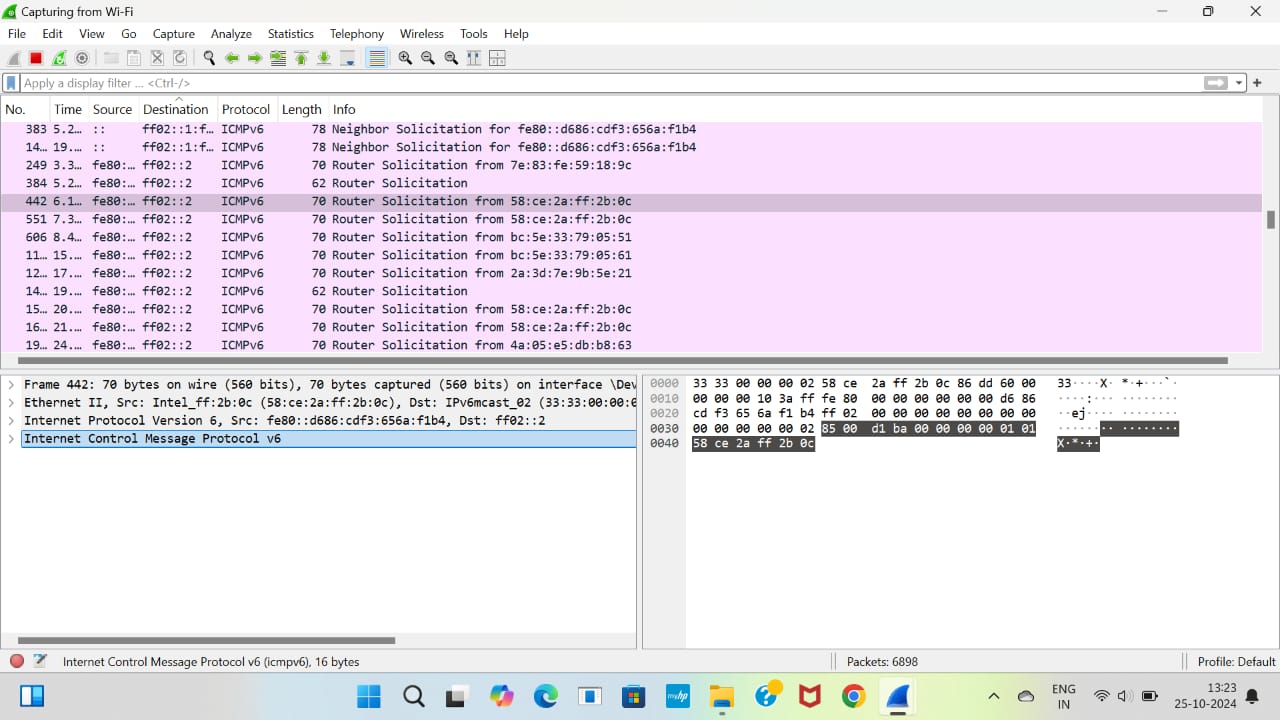 Capturing from Wi-Fi
File Edit View Go Capture Analyze Statistics Telephony Wireless Tools Help
Apply a display filter ... <Ctrl-/>
No. Time Source Destination Protocol Length Info
383 5.2… :: ff02::1:f… ICMPv6 78 Neighbor Solicitation for fe80::d686:cdf3:656a:f1b4
14… 19.… :: ff02::1:f… ICMPv6 78 Neighbor Solicitation for fe80::d686:cdf3:656a:f1b4
249 3.3… fe80:… ff02::2 ICMPv6 70 Router Solicitation from 7e:83:fe:59:18:9c
384 5.2… fe80:… ff02::2 ICMPv6 62 Router Solicitation
442 6.1… fe80:… ff02::2 ICMPv6 70 Router Solicitation from 58:ce:2a:ff:2b:0c
551 7.3… fe80:… ff02::2 ICMPv6 70 Router Solicitation from 58:ce:2a:ff:2b:0c
606 8.4… fe80:… ff02::2 ICMPv6 70 Router Solicitation from bc:5e:33:79:05:51
11… 15.… fe80:… ff02::2 ICMPv6 70 Router Solicitation from bc:5e:33:79:05:61
12… 17.… fe80:… ff02::2 ICMPv6 70 Router Solicitation from 2a:3d:7e:9b:5e:21
14… 19.… fe80:… ff02::2 ICMPv6 62 Router Solicitation
15… 20.… fe80:… ff02::2 ICMPv6 70 Router Solicitation from 58:ce:2a:ff:2b:0c
16… 21.… fe80:… ff02::2 ICMPv6 70 Router Solicitation from 58:ce:2a:ff:2b:0c
19… 24.… fe80:… ff02::2 ICMPv6 70 Router Solicitation from 4a:05:e5:db:b8:63
Frame 442: 70 bytes on wire (560 bits), 70 bytes captured (560 bits) on interface \Dev
Ethernet II, Src: Intel_ff:2b:0c (58:ce:2a:ff:2b:0c), Dst: IPv6mcast_02 (33:33:00:00:0
Internet Protocol Version 6, Src: fe80::d686:cdf3:656a:f1b4, Dst: ff02::2
Internet Control Message Protocol v6
0000 33 33 00 00 00 02 58 ce 2a ff 2b 0c 86 dd 60 00 33····X· *·+···`·
0010 00 00 00 10 3a ff fe 80 00 00 00 00 00 00 d6 86 ····:··· ········
0020 cd f3 65 6a f1 b4 ff 02 00 00 00 00 00 00 00 00 ··ej···· ········
0030 00 00 00 00 00 02 85 00 d1 ba 00 00 00 00 01 01 ········ ········
0040 58 ce 2a ff 2b 0c X·*·+·
Internet Control Message Protocol v6 (icmpv6), 16 bytes
Packets: 6898
Profile: Default
myhp
ENG
IN
13:23
25-10-2024